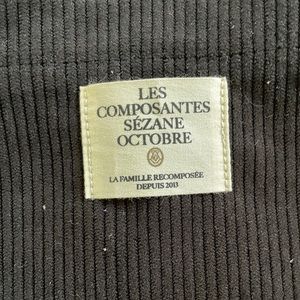 LES
COMPOSANTES
SÉZANE
OCTOBRE
LA FAMILLE RECOMPOSÉE
DEPUIS 2013